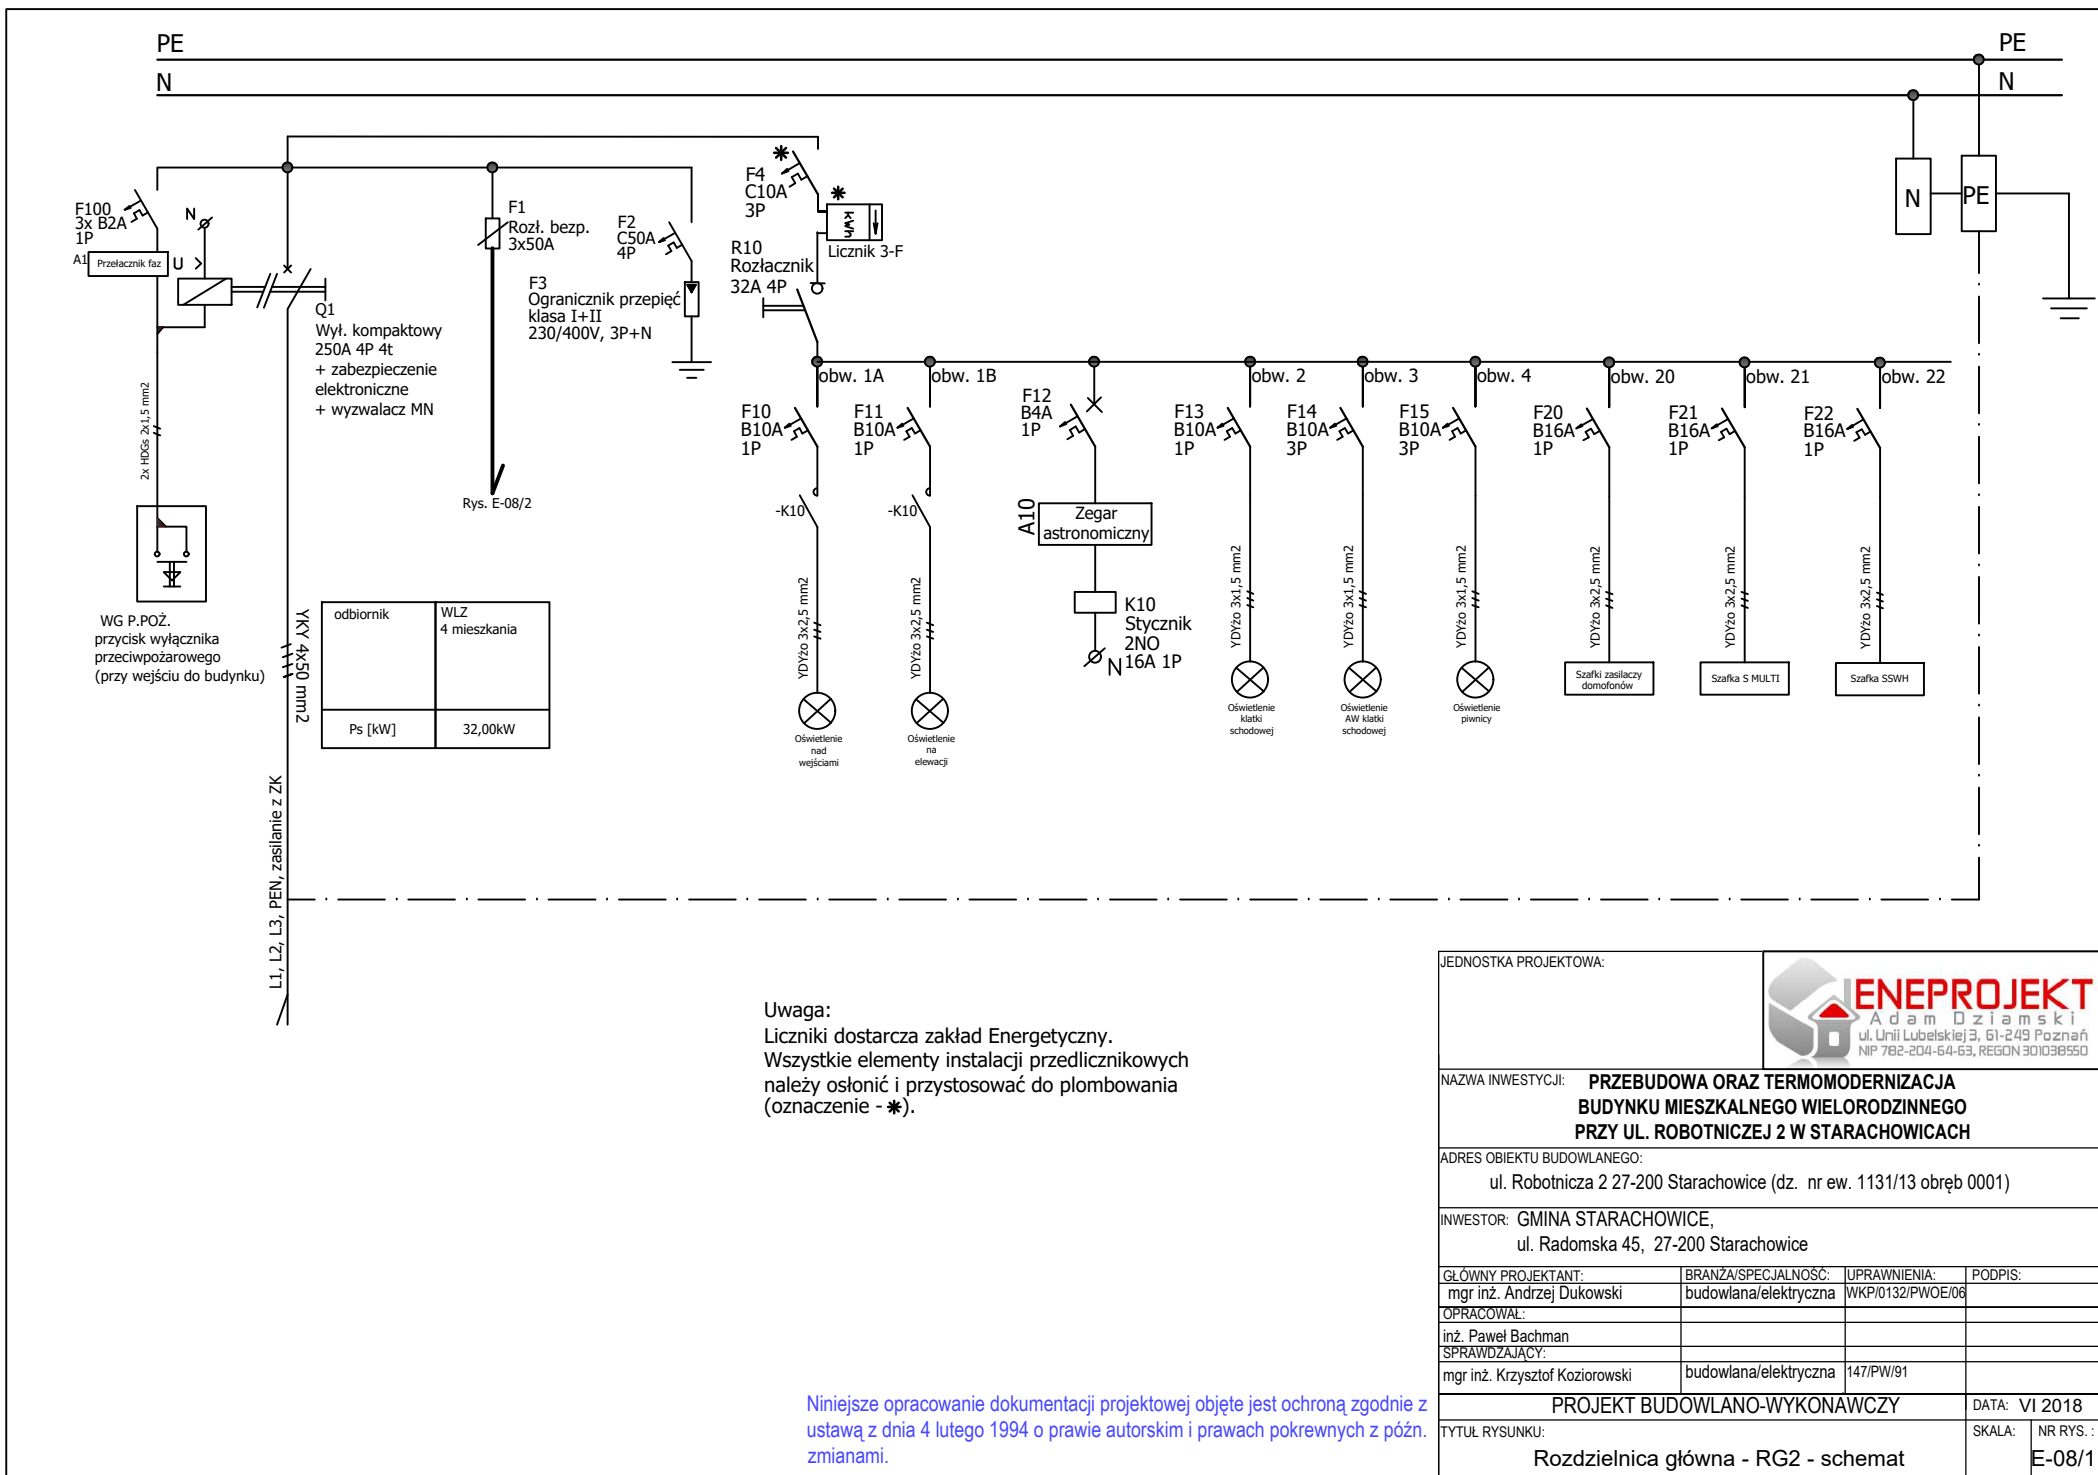 PE
PE
N
N
F100
3x B2A
1P
A1
Przełacznik faz
N
U
2x HDGs 2x1,5 mm2
WG P.POŻ.
przycisk wyłącznika
przeciwpożarowego
(przy wejściu do budynku)
Q1
Wył. kompaktowy
250A 4P 4t
+ zabezpieczenie
elektroniczne
+ wyzwalacz MN
YKY 4x50 mm2
L1, L2, L3, PEN, zasilanie z ZK
F1
Rozł. bezp.
3x50A
Rys. E-08/2
F2
C50A
4P
F3
Ogranicznik przepięć
klasa I+II
230/400V, 3P+N
F4
C10A
3P
kWh
Licznik 3-F
R10
Rozłacznik
32A 4P
N
PE
odbiornik
WLZ
4 mieszkania
Ps [kW]
32,00kW
obw. 1A
F10
B10A
1P
-K10
YDYżo 3x2,5 mm2
Oświetlenie
nad
wejściami
obw. 1B
F11
B10A
1P
-K10
YDYżo 3x2,5 mm2
Oświetlenie
na
elewacji
F12
B4A
1P
A10
Zegar
astronomiczny
K10
Stycznik
2NO
16A 1P
N
obw. 2
F13
B10A
1P
YDYżo 3x1,5 mm2
Oświetlenie
klatki
schodowej
obw. 3
F14
B10A
3P
YDYżo 3x1,5 mm2
Oświetlenie
AW klatki
schodowej
obw. 4
F15
B10A
3P
YDYżo 3x1,5 mm2
Oświetlenie
piwnicy
obw. 20
F20
B16A
1P
YDYżo 3x2,5 mm2
Szafki zasilaczy
domofonów
obw. 21
F21
B16A
1P
YDYżo 3x2,5 mm2
Szafka S MULTI
obw. 22
F22
B16A
1P
YDYżo 3x2,5 mm2
Szafka SSWH
Uwaga:
Liczniki dostarcza zakład Energetyczny.
Wszystkie elementy instalacji przedlicznikowych
należy osłonić i przystosować do plombowania
(oznaczenie - ✱).
Niniejsze opracowanie dokumentacji projektowej objęte jest ochroną zgodnie z
ustawą z dnia 4 lutego 1994 o prawie autorskim i prawach pokrewnych z późn.
zmianami.
JEDNOSTKA PROJEKTOWA:
ENEPROJEKT
Adam Dziamski
ul. Unii Lubelskiej 3, 61-249 Poznań
NIP 782-204-64-63, REGON 301038550
NAZWA INWESTYCJI: PRZEBUDOWA ORAZ TERMOMODERNIZACJA
BUDYNKU MIESZKALNEGO WIELORODZINNEGO
PRZY UL. ROBOTNICZEJ 2 W STARACHOWICACH
ADRES OBIEKTU BUDOWLANEGO:
ul. Robotnicza 2 27-200 Starachowice (dz. nr ew. 1131/13 obręb 0001)
INWESTOR: GMINA STARACHOWICE,
ul. Radomska 45, 27-200 Starachowice
GŁÓWNY PROJEKTANT: BRANŻA/SPECJALNOŚĆ: UPRAWNIENIA: PODPIS:
mgr inż. Andrzej Dukowski budowlana/elektryczna WKP/0132/PWOE/06
OPRACOWAŁ:
inż. Paweł Bachman
SPRAWDZAJĄCY:
mgr inż. Krzysztof Koziorowski budowlana/elektryczna 147/PW/91
PROJEKT BUDOWLANO-WYKONAWCZY DATA: VI 2018
TYTUŁ RYSUNKU: SKALA: NR RYS. :
Rozdzielnica główna - RG2 - schemat E-08/1